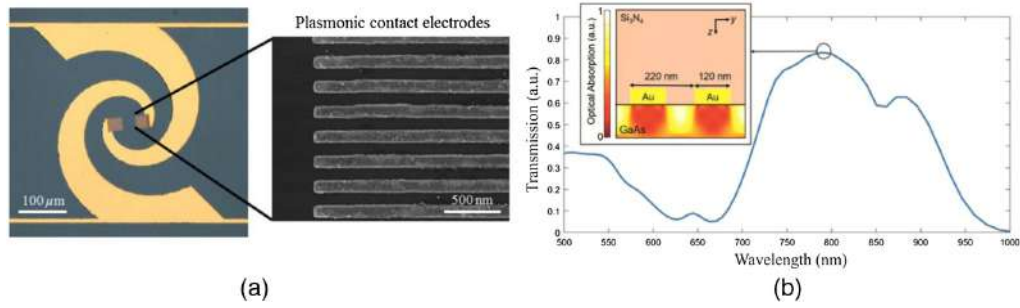 Plasmonic contact electrodes
100 μm
500 nm
(a)
Transmission (a.u.)
1
0.9
0.8
0.7
0.6
0.5
0.4
0.3
0.2
0.1
0
Optical Absorption (a.u.)
1
0
Si₃N₄
y
z
220 nm
120 nm
Au
Au
GaAs
500
550
600
650
700
750
800
850
900
950
1000
Wavelength (nm)
(b)